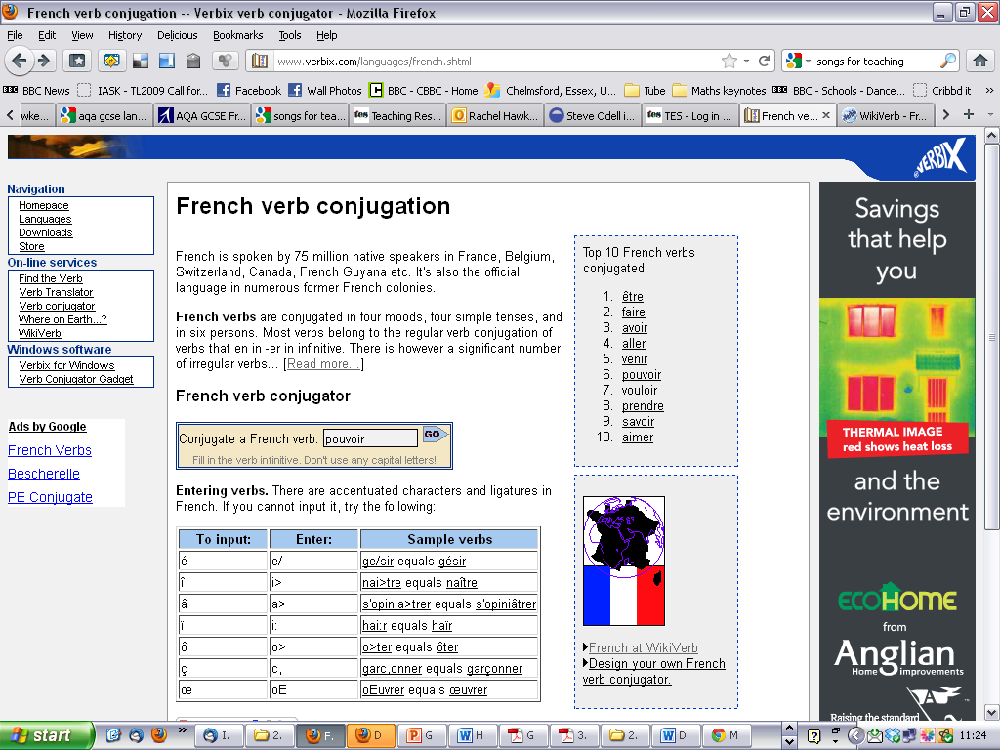 French verb conjugation -- Verbix verb conjugator - Mozilla Firefox
File Edit View History Delicious Bookmarks Tools Help
www.verbix.com/languages/french.shtml
songs for teaching
BBC News IASK - TL2009 Call for... Facebook Wall Photos BBC - CBBC - Home Chelmsford, Essex, U... Tube Maths keynotes BBC - Schools - Dance... Cribbd it »
wke... aqa gcse lan... AQA GCSE Fr... songs for tea... Teaching Res... Rachel Hawk... Steve Odell i... TES - Log in ... French ve... WikiVerb - Fr...
VERBIX
Navigation
Homepage
Languages
Downloads
Store
On-line services
Find the Verb
Verb Translator
Verb conjugator
Where on Earth...?
WikiVerb
Windows software
Verbix for Windows
Verb Conjugator Gadget
Ads by Google
French Verbs
Bescherelle
PE Conjugate
French verb conjugation
French is spoken by 75 million native speakers in France, Belgium,
Switzerland, Canada, French Guyana etc. It's also the official
language in numerous former French colonies.
French verbs are conjugated in four moods, four simple tenses, and
in six persons. Most verbs belong to the regular verb conjugation of
verbs that en in -er in infinitive. There is however a significant number
of irregular verbs... [Read more...]
French verb conjugator
Conjugate a French verb: pouvoir GO
Fill in the verb infinitive. Don't use any capital letters!
Entering verbs. There are accentuated characters and ligatures in
French. If you cannot input it, try the following:
To input: Enter: Sample verbs
é e/ ge/sir equals gésir
î i> nai>tre equals naître
â a> s'opinia>trer equals s'opiniâtrer
ï i: hai:r equals haïr
ô o> o>ter equals ôter
ç c, garc,onner equals garçonner
œ oE oEuvrer equals œuvrer
Top 10 French verbs
conjugated:
1. être
2. faire
3. avoir
4. aller
5. venir
6. pouvoir
7. vouloir
8. prendre
9. savoir
10. aimer
French at WikiVerb
Design your own French
verb conjugator.
Savings
that help
you
THERMAL IMAGE
red shows heat loss
and the
environment
ecoHOME
from
Anglian
Home Improvements
Raising the standard
start
I. 2. F. D G W G 3. 2. D M
11:24